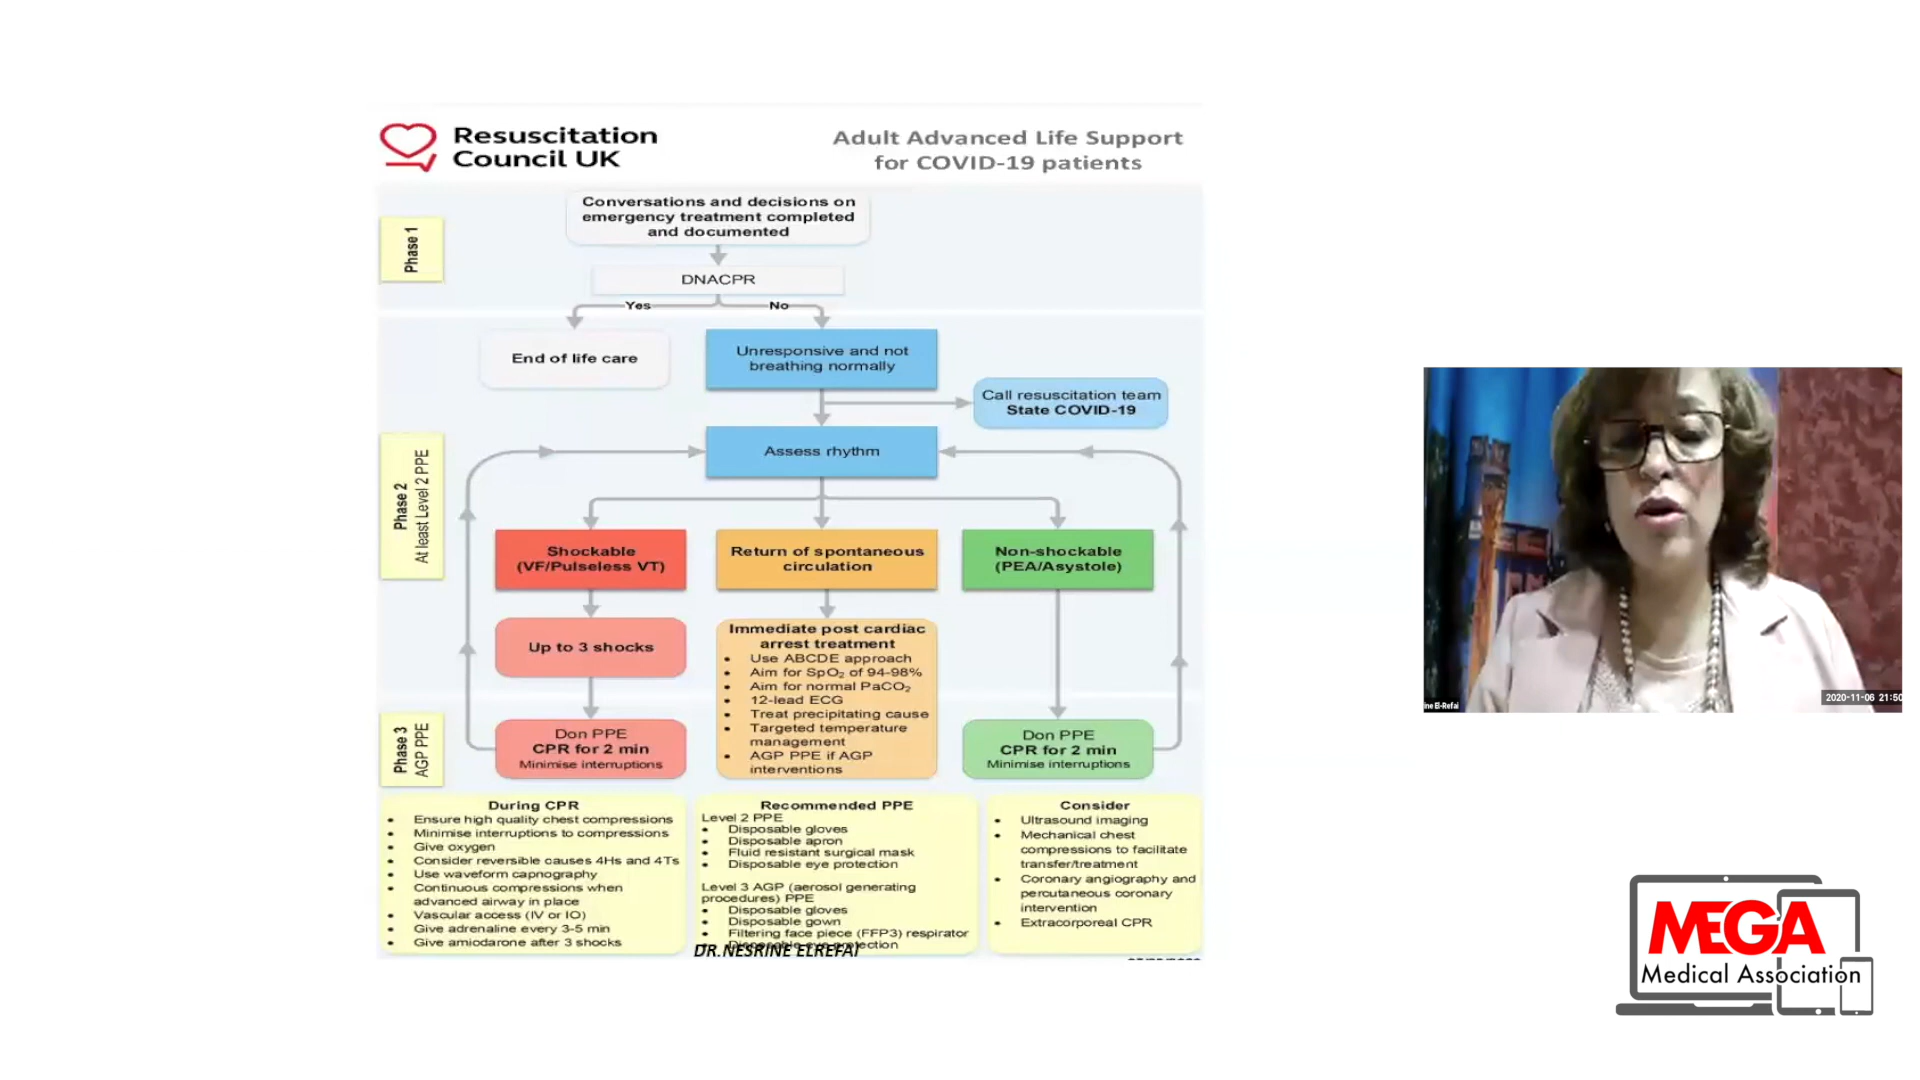 Resuscitation
Council UK
Adult Advanced Life Support
for COVID-19 patients
Phase 1
Conversations and decisions on
emergency treatment completed
and documented
DNACPR
Yes
No
End of life care
Unresponsive and not
breathing normally
Call resuscitation team
State COVID-19
Phase 2
At least Level 2 PPE
Assess rhythm
Shockable
(VF/Pulseless VT)
Return of spontaneous
circulation
Non-shockable
(PEA/Asystole)
Up to 3 shocks
Immediate post cardiac
arrest treatment
• Use ABCDE approach
• Aim for SpO₂ of 94-98%
• Aim for normal PaCO₂
• 12-lead ECG
• Treat precipitating cause
• Targeted temperature
management
• AGP PPE if AGP
interventions
Phase 3
AGP PPE
Don PPE
CPR for 2 min
Minimise interruptions
Don PPE
CPR for 2 min
Minimise interruptions
During CPR
• Ensure high quality chest compressions
• Minimise interruptions to compressions
• Give oxygen
• Consider reversible causes 4Hs and 4Ts
• Use waveform capnography
• Continuous compressions when
advanced airway in place
• Vascular access (IV or IO)
• Give adrenaline every 3-5 min
• Give amiodarone after 3 shocks
Recommended PPE
Level 2 PPE
• Disposable gloves
• Disposable apron
• Fluid resistant surgical mask
• Disposable eye protection
Level 3 AGP (aerosol generating
procedures) PPE
• Disposable gloves
• Disposable gown
• Filtering face piece (FFP3) respirator
• Disposable eye protection
DR.NESRINE ELREFAI
Consider
• Ultrasound imaging
• Mechanical chest
compressions to facilitate
transfer/treatment
• Coronary angiography and
percutaneous coronary
intervention
• Extracorporeal CPR
ine El-Refai
2020-11-06 21:50
MEGA
Medical Association